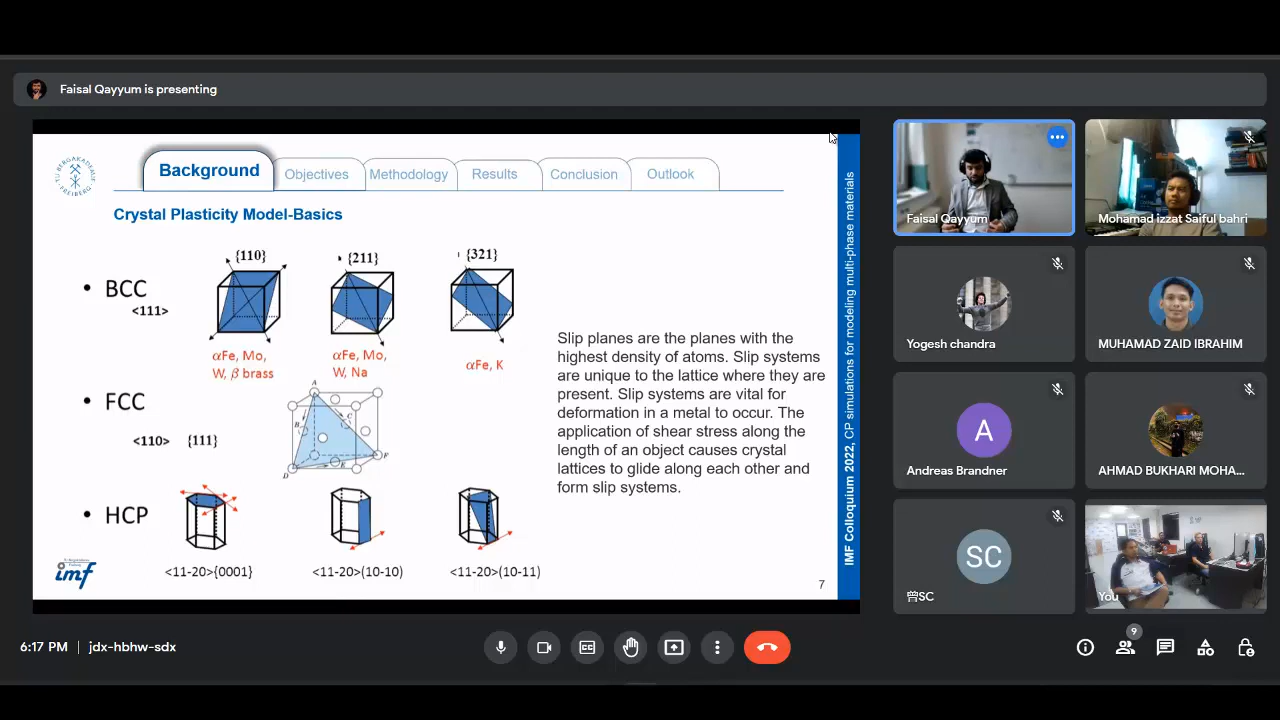 Faisal Qayyum is presenting
TU BERGAKADEMIE FREIBERG
Background
Objectives
Methodology
Results
Conclusion
Outlook
Crystal Plasticity Model-Basics
• BCC
<111>
{110}
{211}
{321}
αFe, Mo,
W, β brass
αFe, Mo,
W, Na
αFe, K
• FCC
<110> {111}
A
B
C
D
E
F
• HCP
<11-20>{0001}
<11-20>(10-10)
<11-20>(10-11)
Slip planes are the planes with the
highest density of atoms. Slip systems
are unique to the lattice where they are
present. Slip systems are vital for
deformation in a metal to occur. The
application of shear stress along the
length of an object causes crystal
lattices to glide along each other and
form slip systems.
imf
7
IMF Colloquium 2022, CP simulations for modeling multi-phase materials
Faisal Qayyum
Mohamad izzat Saiful bahri
Yogesh chandra
MUHAMAD ZAID IBRAHIM
A
Andreas Brandner
AHMAD BUKHARI MOHA...
SC
曾SC
You
6:17 PM | jdx-hbhw-sdx
CC
9